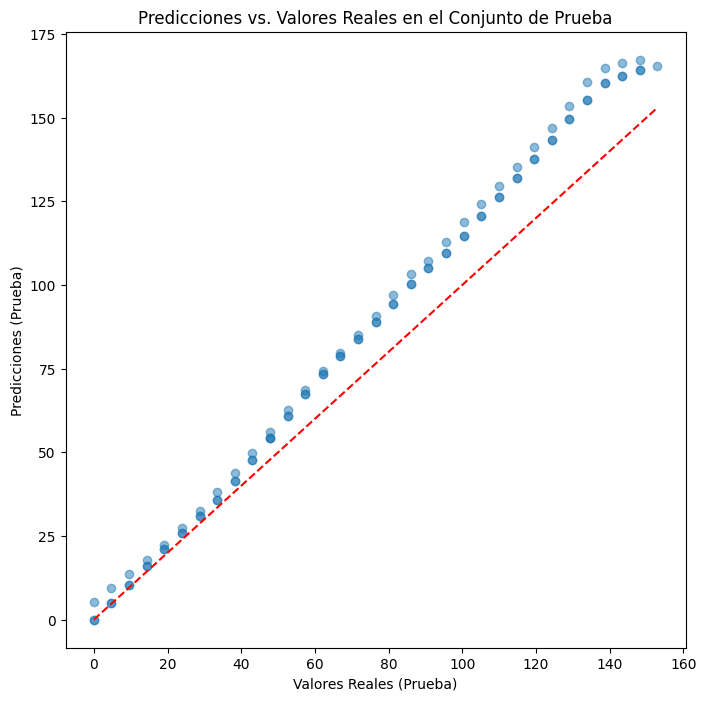 Predicciones vs. Valores Reales en el Conjunto de Prueba
175
150
125
100
75
50
25
0
Predicciones (Prueba)
0 20 40 60 80 100 120 140 160
Valores Reales (Prueba)